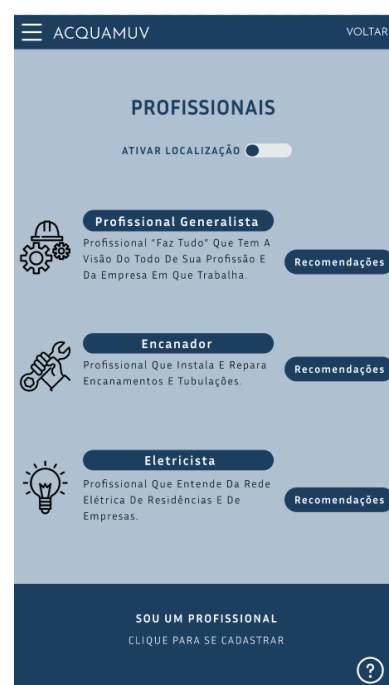 ACQUAMUV
VOLTAR
PROFISSIONAIS
ATIVAR LOCALIZAÇÃO
Profissional Generalista
Profissional "Faz Tudo" Que Tem A
Visão Do Todo De Sua Profissão E
Da Empresa Em Que Trabalha.
Recomendações
Encanador
Profissional Que Instala E Repara
Encanamentos E Tubulações.
Recomendações
Eletricista
Profissional Que Entende Da Rede
Elétrica De Residências E De
Empresas.
Recomendações
SOU UM PROFISSIONAL
CLIQUE PARA SE CADASTRAR
?